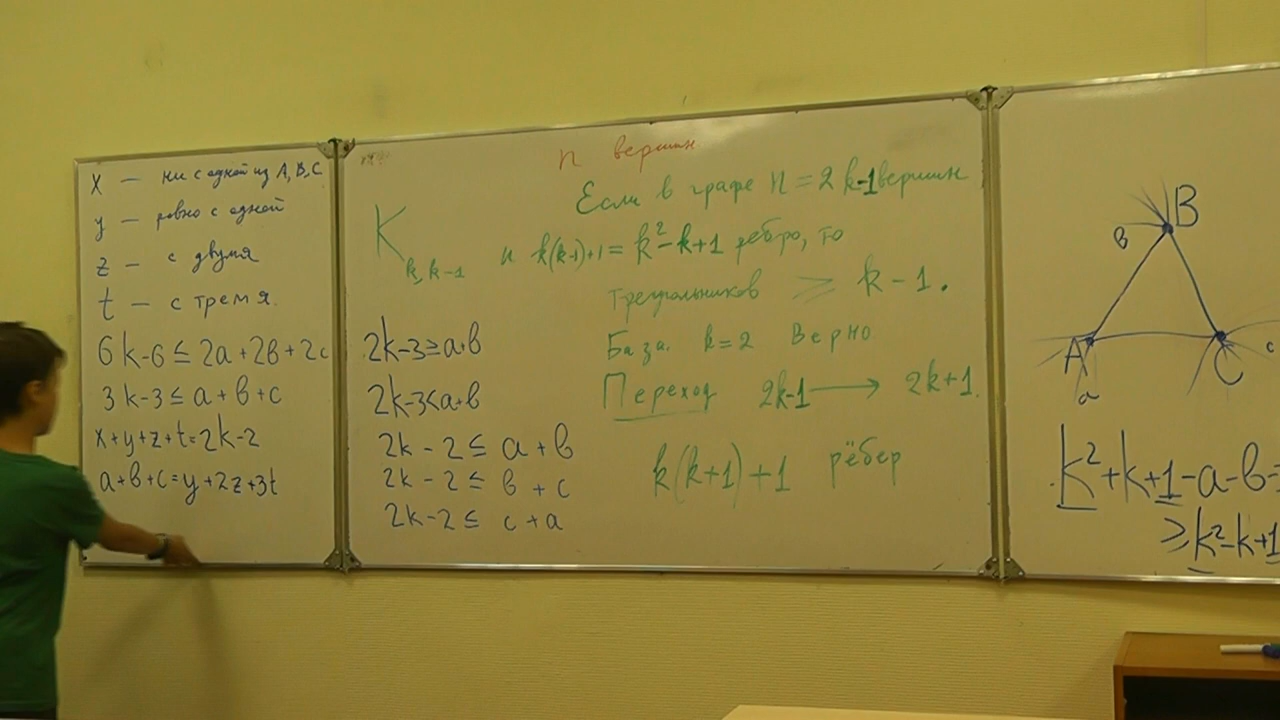 x — ни с одной из A, B, C
y — ровно с одной
z — с двумя
t — с тремя.
6k-6 ≤ 2a+2в+2c
3k-3 ≤ a+в+c
x+y+z+t=2k-2
a+в+c=y+2z+3t
n вершин.
K k,k-1
Если в графе n = 2k-1 вершин
и k(k-1)+1 = k²-k+1 ребро, то
треугольников ≥ k-1.
База. k=2 Верно.
Переход 2k-1 → 2k+1.
k(k+1)+1 рёбер
2k-3≥a+в
2k-3<a+в
2k-2 ≤ a+в
2k-2 ≤ в+c
2k-2 ≤ c+a
B
в
A
a
C
c
k²+k+1-a-в-
≥k²-k+1